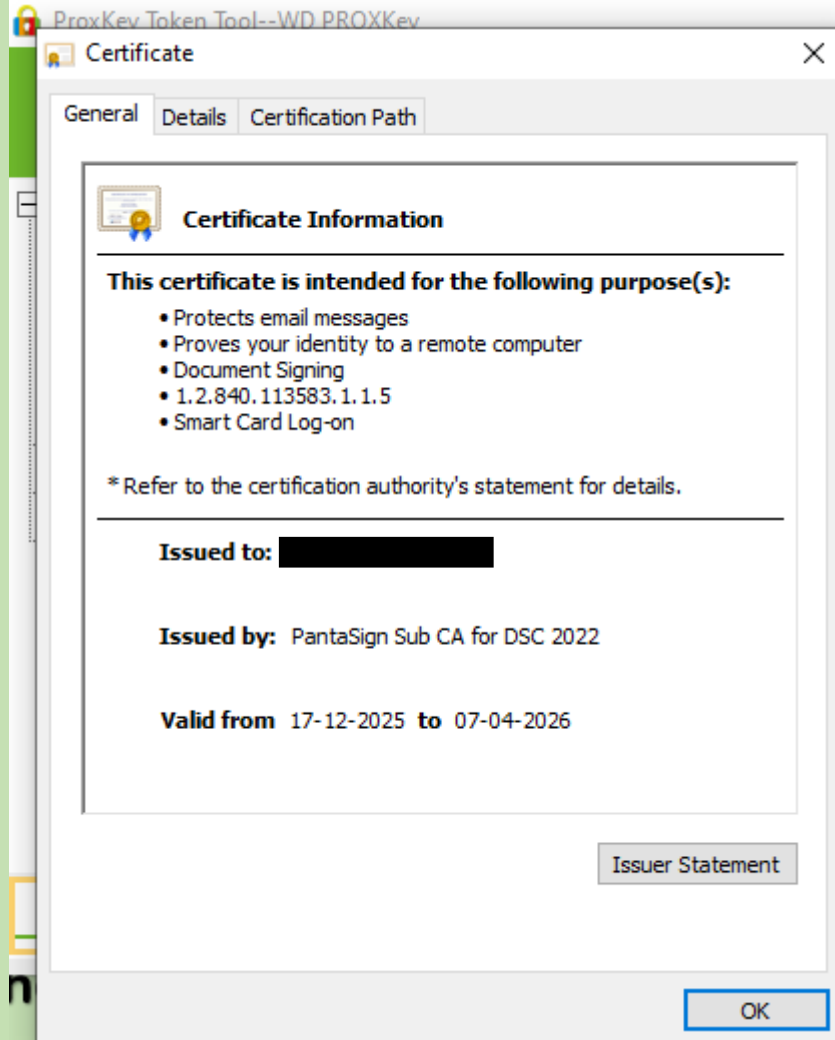 ProxKey Token Tool--WD PROXKey
Certificate
General Details Certification Path
Certificate Information
This certificate is intended for the following purpose(s):
• Protects email messages
• Proves your identity to a remote computer
• Document Signing
• 1.2.840.113583.1.1.5
• Smart Card Log-on
* Refer to the certification authority's statement for details.
Issued to:
Issued by: PantaSign Sub CA for DSC 2022
Valid from 17-12-2025 to 07-04-2026
Issuer Statement
OK